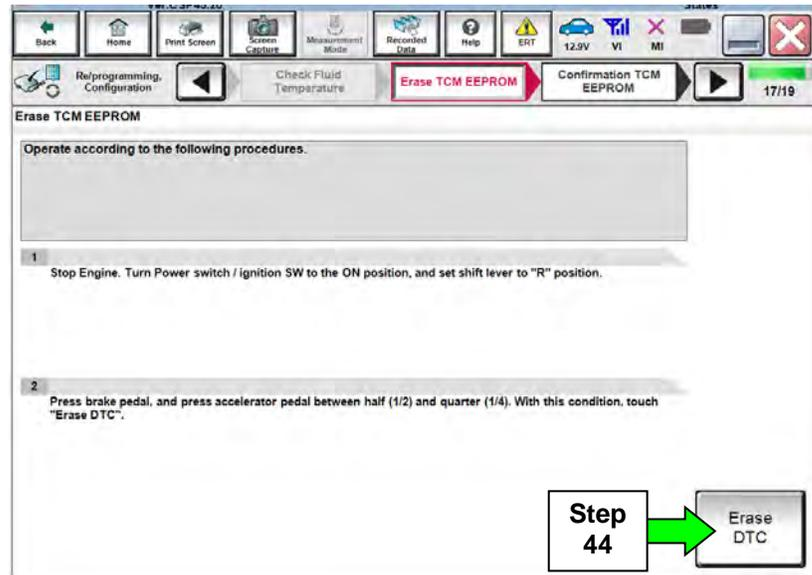 Ver.CSP45.20
States
Back
Home
Print Screen
Screen Capture
Measurement Mode
Recorded Data
Help
ERT
12.9V
VI
MI
Re/programming, Configuration
Check Fluid Temperature
Erase TCM EEPROM
Confirmation TCM EEPROM
17/19
Erase TCM EEPROM
Operate according to the following procedures.
1
Stop Engine. Turn Power switch / ignition SW to the ON position, and set shift lever to "R" position.
2
Press brake pedal, and press accelerator pedal between half (1/2) and quarter (1/4). With this condition, touch
"Erase DTC".
Step
44
Erase
DTC